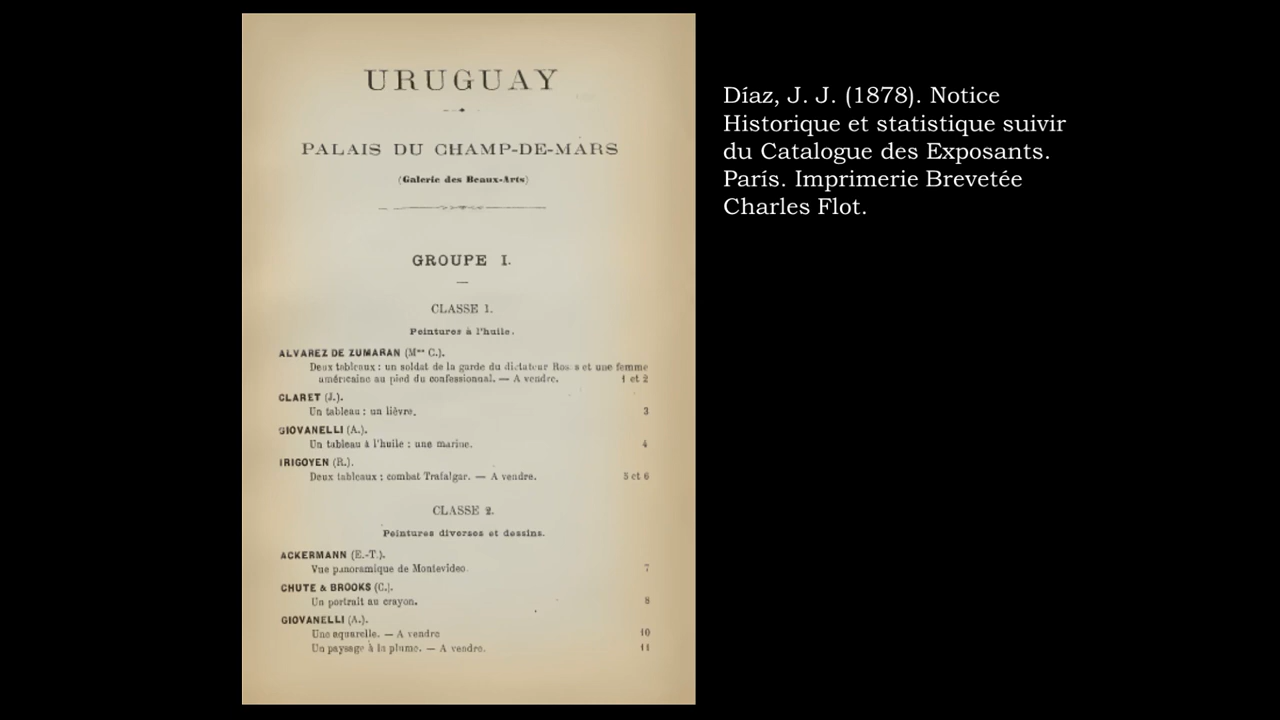 URUGUAY
PALAIS DU CHAMP-DE-MARS
(Galerie des Beaux-Arts)
GROUPE I.
CLASSE 1.
Peintures à l'huile.
ALVAREZ DE ZUMARAN (Mme C.).
Deux tableaux : un soldat de la garde du dictateur Rosas et une femme
américaine au pied du confessionnal. — A vendre. 1 et 2
CLARET (J.).
Un tableau : un lièvre. 3
GIOVANELLI (A.).
Un tableau à l'huile : une marine. 4
IRIGOYEN (R.).
Deux tableaux ; combat Trafalgar. — A vendre. 5 et 6
CLASSE 2.
Peintures diverses et dessins.
ACKERMANN (E.-T.).
Vue panoramique de Montevideo. 7
CHUTE & BROOKS (C.).
Un portrait au crayon. 8
GIOVANELLI (A.).
Une aquarelle. — A vendre 10
Un paysage à la plume. — A vendre. 11
Díaz, J. J. (1878). Notice
Historique et statistique suivir
du Catalogue des Exposants.
París. Imprimerie Brevetée
Charles Flot.